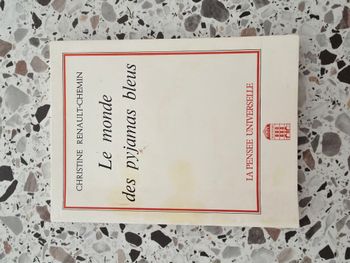 CHRISTINE RENAULT-CHEMIN
Le monde
des pyjamas bleus
LA PENSEE UNIVERSELLE